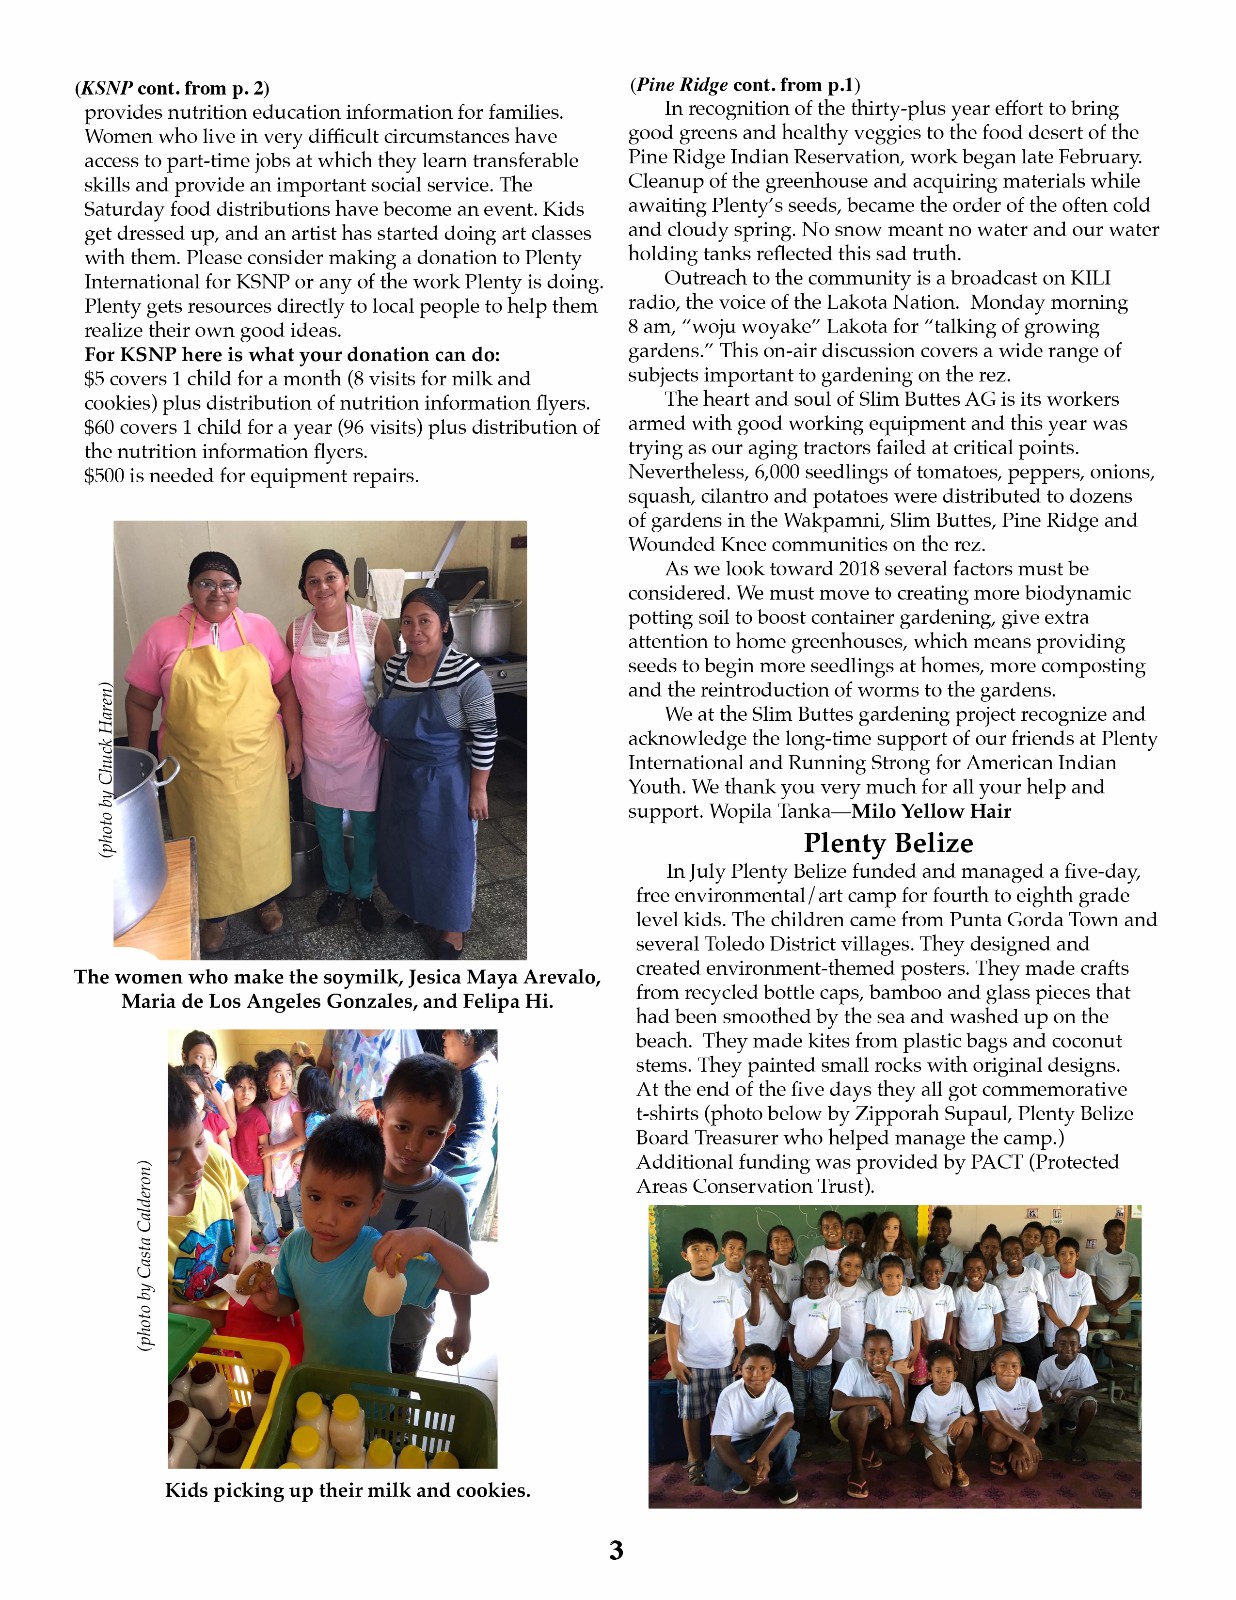 (KSNP cont. from p. 2)
provides nutrition education information for families.
Women who live in very difficult circumstances have
access to part-time jobs at which they learn transferable
skills and provide an important social service. The
Saturday food distributions have become an event. Kids
get dressed up, and an artist has started doing art classes
with them. Please consider making a donation to Plenty
International for KSNP or any of the work Plenty is doing.
Plenty gets resources directly to local people to help them
realize their own good ideas.
For KSNP here is what your donation can do:
$5 covers 1 child for a month (8 visits for milk and
cookies) plus distribution of nutrition information flyers.
$60 covers 1 child for a year (96 visits) plus distribution of
the nutrition information flyers.
$500 is needed for equipment repairs.
(photo by Chuck Haren)
The women who make the soymilk, Jesica Maya Arevalo,
Maria de Los Angeles Gonzales, and Felipa Hi.
(photo by Casta Calderon)
Kids picking up their milk and cookies.
(Pine Ridge cont. from p.1)
In recognition of the thirty-plus year effort to bring
good greens and healthy veggies to the food desert of the
Pine Ridge Indian Reservation, work began late February.
Cleanup of the greenhouse and acquiring materials while
awaiting Plenty's seeds, became the order of the often cold
and cloudy spring. No snow meant no water and our water
holding tanks reflected this sad truth.
Outreach to the community is a broadcast on KILI
radio, the voice of the Lakota Nation.  Monday morning
8 am, “woju woyake” Lakota for “talking of growing
gardens.” This on-air discussion covers a wide range of
subjects important to gardening on the rez.
The heart and soul of Slim Buttes AG is its workers
armed with good working equipment and this year was
trying as our aging tractors failed at critical points.
Nevertheless, 6,000 seedlings of tomatoes, peppers, onions,
squash, cilantro and potatoes were distributed to dozens
of gardens in the Wakpamni, Slim Buttes, Pine Ridge and
Wounded Knee communities on the rez.
As we look toward 2018 several factors must be
considered. We must move to creating more biodynamic
potting soil to boost container gardening, give extra
attention to home greenhouses, which means providing
seeds to begin more seedlings at homes, more composting
and the reintroduction of worms to the gardens.
We at the Slim Buttes gardening project recognize and
acknowledge the long-time support of our friends at Plenty
International and Running Strong for American Indian
Youth. We thank you very much for all your help and
support. Wopila Tanka—Milo Yellow Hair
Plenty Belize
In July Plenty Belize funded and managed a five-day,
free environmental/art camp for fourth to eighth grade
level kids. The children came from Punta Gorda Town and
several Toledo District villages. They designed and
created environment-themed posters. They made crafts
from recycled bottle caps, bamboo and glass pieces that
had been smoothed by the sea and washed up on the
beach.  They made kites from plastic bags and coconut
stems. They painted small rocks with original designs.
At the end of the five days they all got commemorative
t-shirts (photo below by Zipporah Supaul, Plenty Belize
Board Treasurer who helped manage the camp.)
Additional funding was provided by PACT (Protected
Areas Conservation Trust).
3